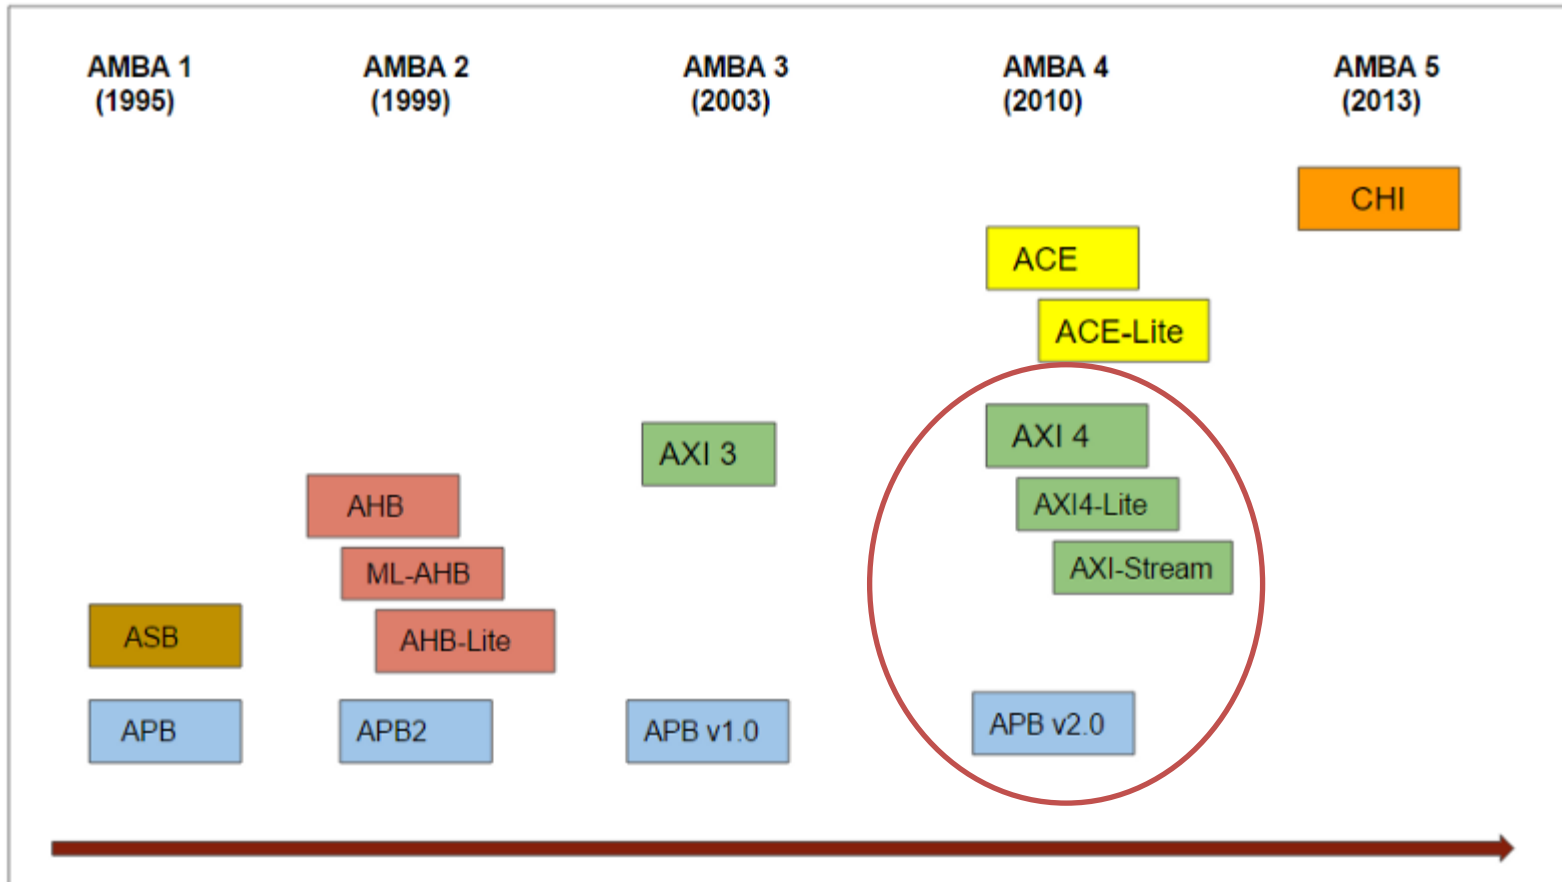 AMBA 1
(1995)
AMBA 2
(1999)
AMBA 3
(2003)
AMBA 4
(2010)
AMBA 5
(2013)
CHI
ACE
ACE-Lite
AXI 4
AXI 3
AHB
AXI4-Lite
ML-AHB
AXI-Stream
ASB
AHB-Lite
APB
APB2
APB v1.0
APB v2.0